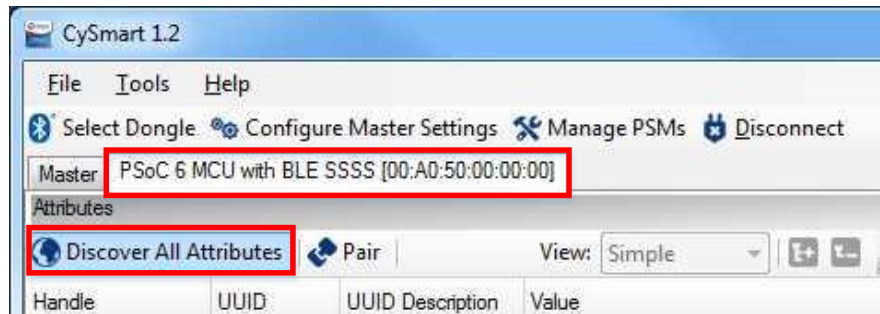 CySmart 1.2
File Tools Help
Select Dongle Configure Master Settings Manage PSMs Disconnect
Master PSoC 6 MCU with BLE SSSS [00:A0:50:00:00:00]
Attributes
Discover All Attributes Pair View: Simple
Handle UUID UUID Description Value